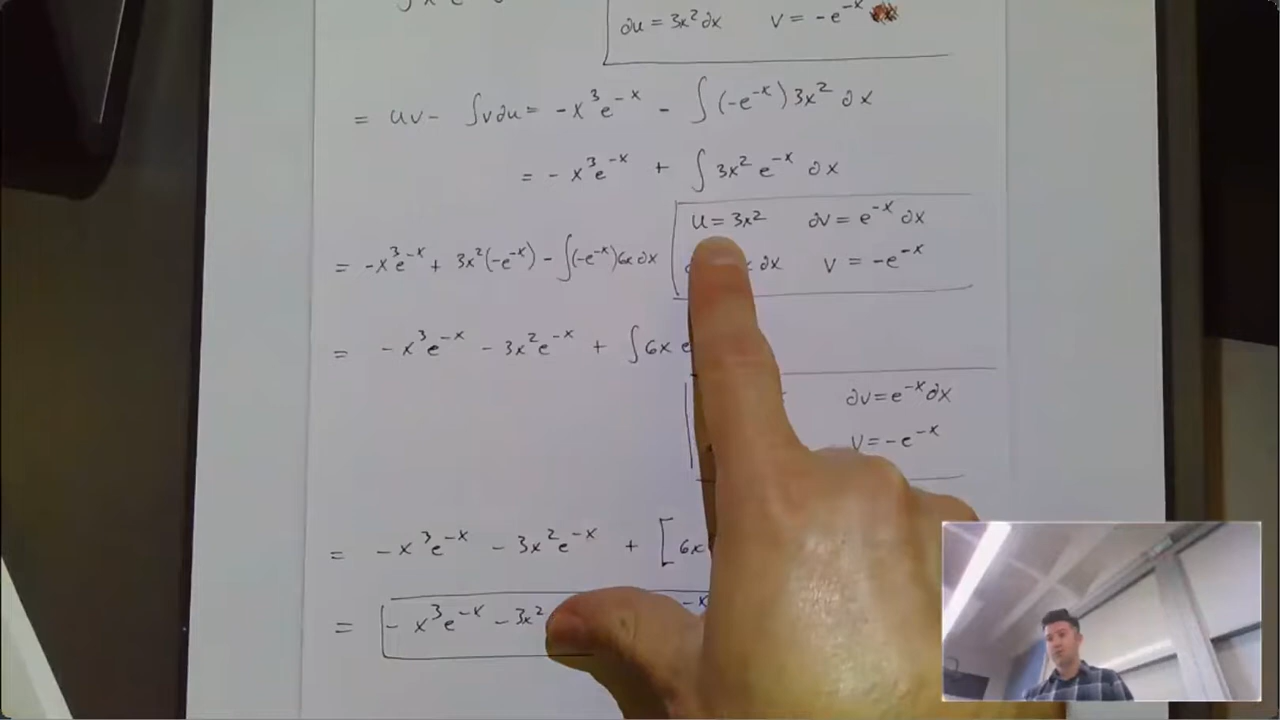 ∂u = 3x² ∂x   v = -e^-x
= uv - ∫v∂u = -x³e^-x - ∫(-e^-x)3x² ∂x
= -x³e^-x + ∫3x² e^-x ∂x
u = 3x²   ∂v = e^-x ∂x
= -x³e^-x + 3x²(-e^-x) - ∫(-e^-x)6x∂x
∂x   v = -e^-x
= -x³e^-x - 3x²e^-x + ∫6x e
∂v = e^-x ∂x
v = -e^-x
= -x³e^-x - 3x²e^-x + [6x
= -x³e^-x - 3x² -x